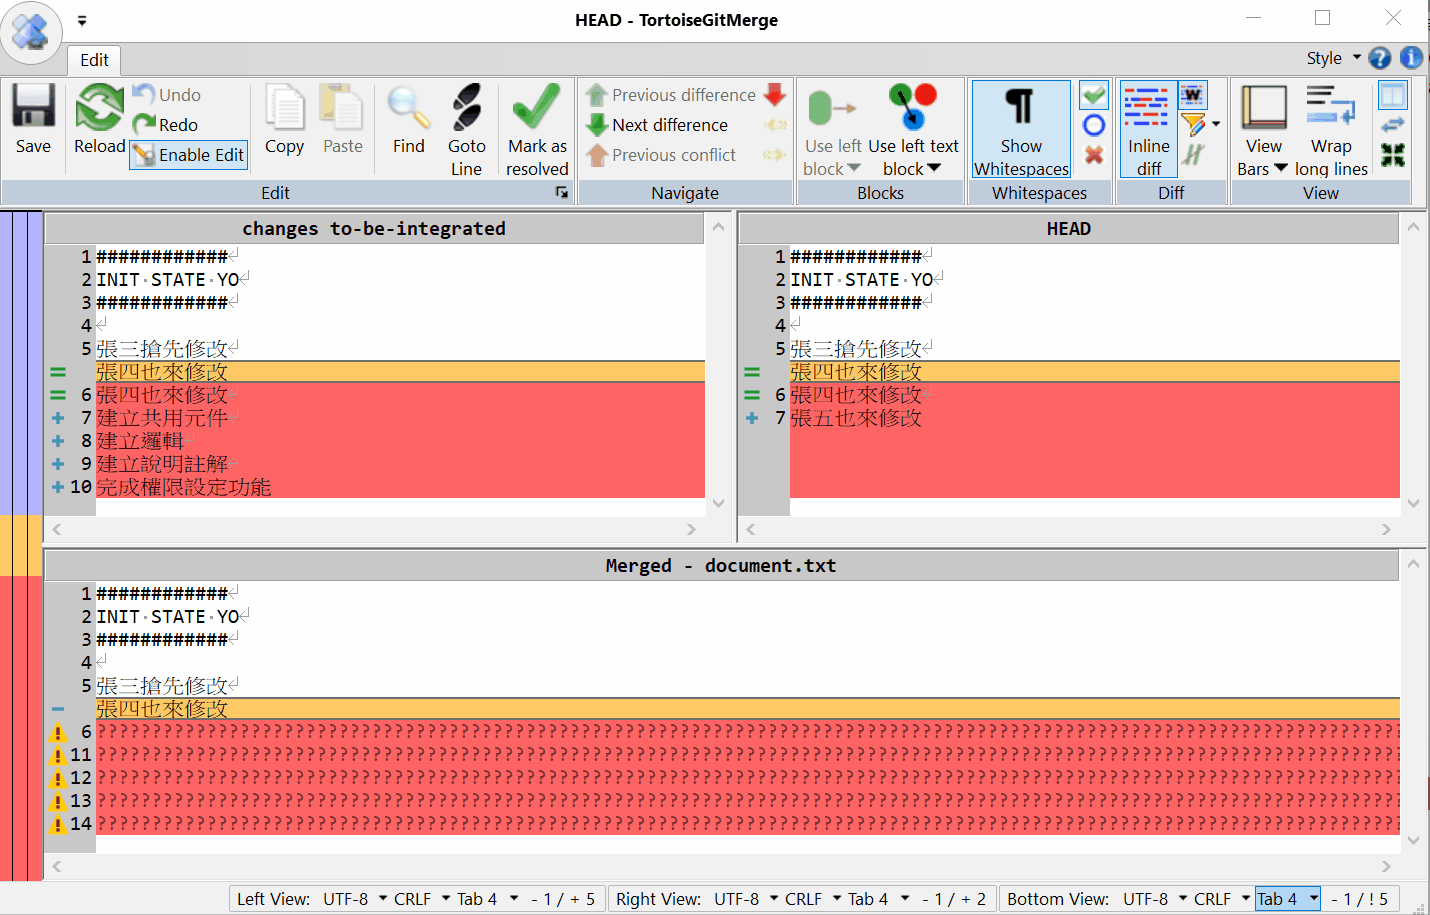 HEAD - TortoiseGitMerge
Edit
Style
Save
Reload
Undo
Redo
Enable Edit
Copy
Paste
Find
Goto Line
Mark as resolved
Edit
Previous difference
Next difference
Previous conflict
Navigate
Use left block
Use left text block
Blocks
Show Whitespaces
Whitespaces
Inline diff
Diff
View Bars
Wrap long lines
View
changes to-be-integrated
1 ############
2 INIT STATE YO
3 ############
4
5 張三搶先修改
張四也來修改
6 張四也來修改
7 建立共用元件
8 建立邏輯
9 建立說明註解
10 完成權限設定功能
HEAD
1 ############
2 INIT STATE YO
3 ############
4
5 張三搶先修改
張四也來修改
6 張四也來修改
7 張五也來修改
Merged - document.txt
1 ############
2 INIT STATE YO
3 ############
4
5 張三搶先修改
張四也來修改
6 ????????????????????????????????????????????????????????????????????????????????????????????????????????????????????????
11 ????????????????????????????????????????????????????????????????????????????????????????????????????????????????????????
12 ????????????????????????????????????????????????????????????????????????????????????????????????????????????????????????
13 ????????????????????????????????????????????????????????????????????????????????????????????????????????????????????????
14 ????????????????????????????????????????????????????????????????????????????????????????????????????????????????????????
Left View: UTF-8 CRLF Tab 4 - 1 / + 5
Right View: UTF-8 CRLF Tab 4 - 1 / + 2
Bottom View: UTF-8 CRLF Tab 4 - 1 / ! 5